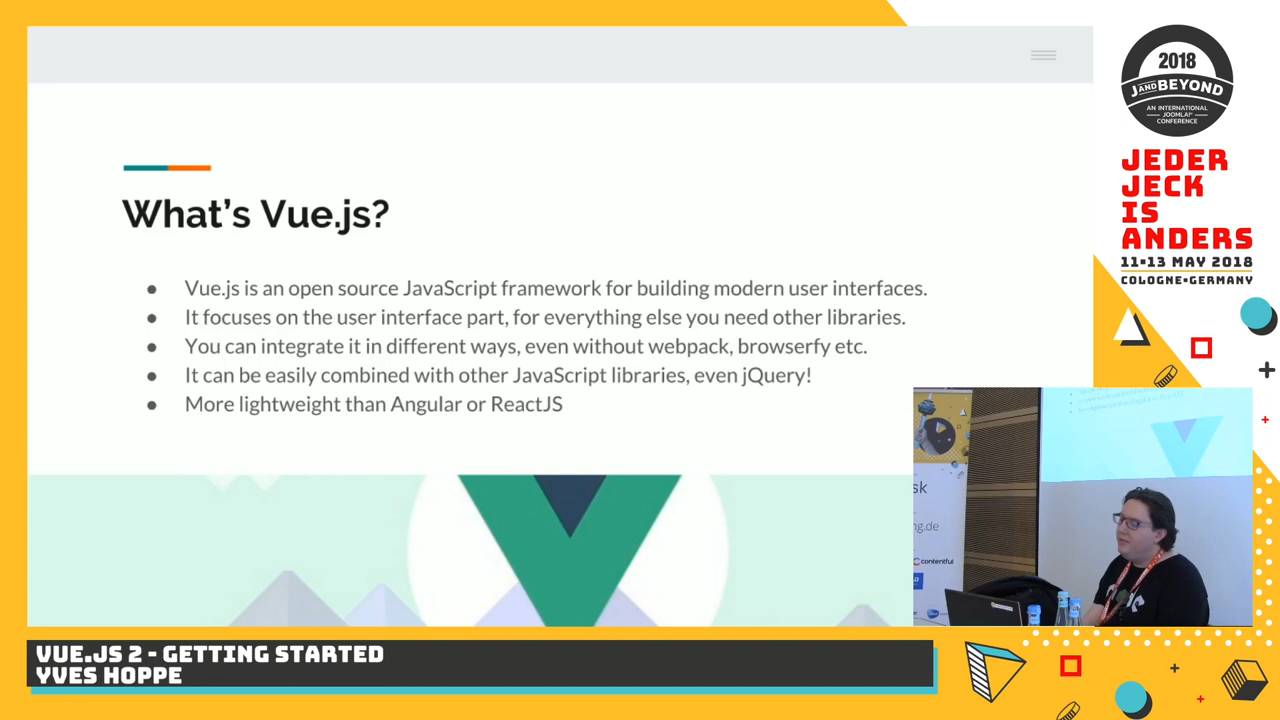 What's Vue.js?
Vue.js is an open source JavaScript framework for building modern user interfaces.
It focuses on the user interface part, for everything else you need other libraries.
You can integrate it in different ways, even without webpack, browserfy etc.
It can be easily combined with other JavaScript libraries, even jQuery!
More lightweight than Angular or ReactJS
2018
J AND BEYOND
AN INTERNATIONAL
JOOMLA!®
CONFERENCE
JEDER
JECK
IS
ANDERS
11-13 MAY 2018
COLOGNE-GERMANY
sk
ng.de
contentful
VUE.JS 2 - GETTING STARTED
YVES HOPPE